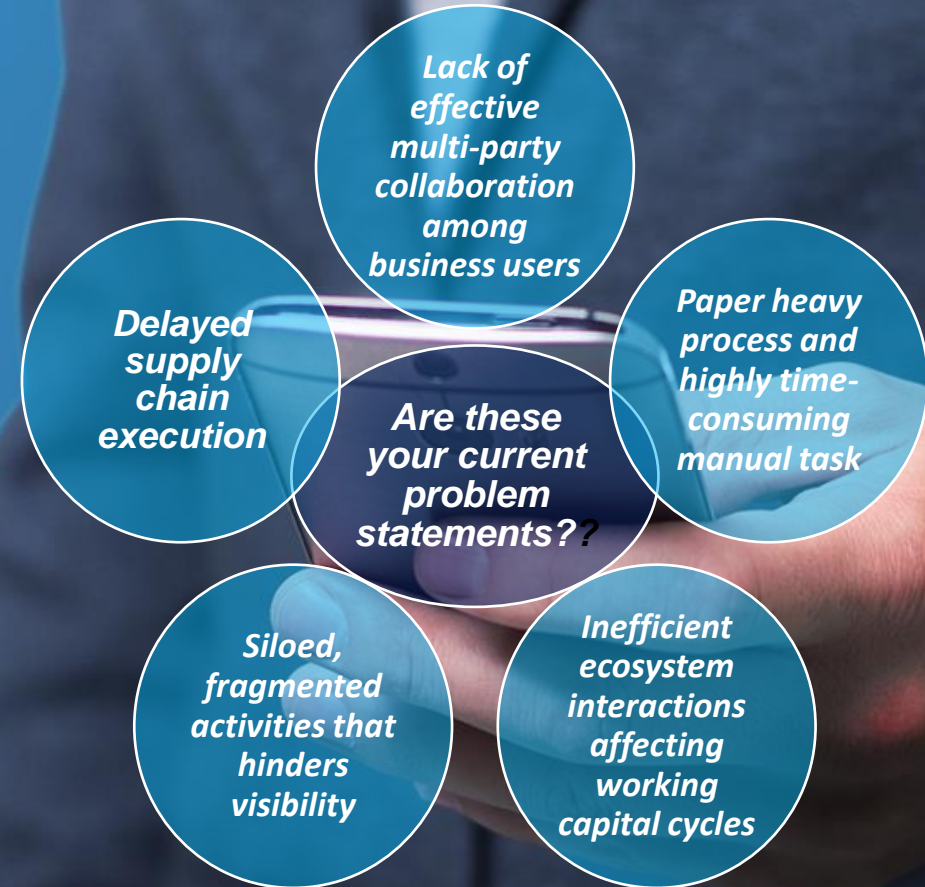 Lack of
effective
multi-party
collaboration
among
business users
Paper heavy
process and
highly time-
consuming
manual task
Inefficient
ecosystem
interactions
affecting
working
capital cycles
Siloed,
fragmented
activities that
hinders
visibility
Delayed
supply
chain
execution
Are these
your current
problem
statements??